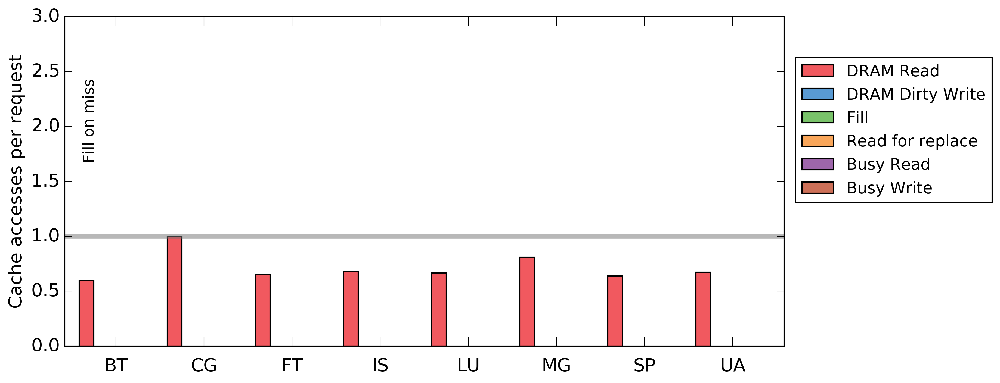 Cache accesses per request
3.0
2.5
2.0
1.5
1.0
0.5
0.0
Fill on miss
BT
CG
FT
IS
LU
MG
SP
UA
DRAM Read
DRAM Dirty Write
Fill
Read for replace
Busy Read
Busy Write